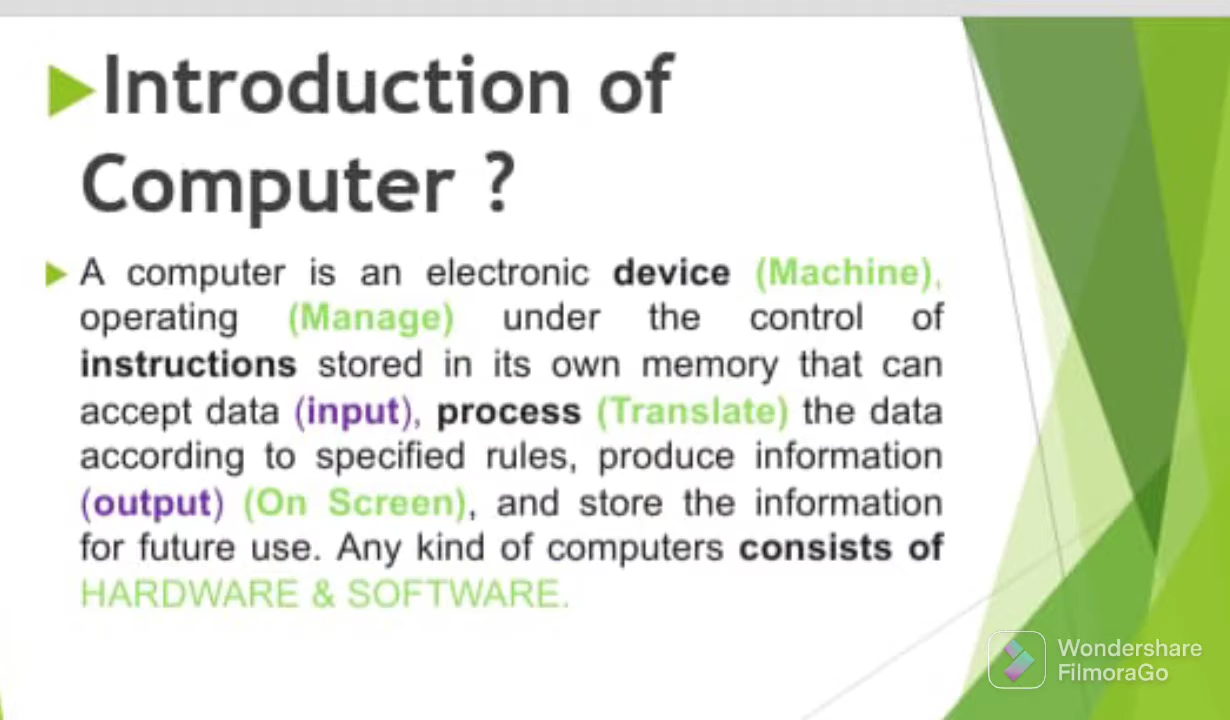 Introduction of
Computer ?
A computer is an electronic device (Machine),
operating (Manage) under the control of
instructions stored in its own memory that can
accept data (input), process (Translate) the data
according to specified rules, produce information
(output) (On Screen), and store the information
for future use. Any kind of computers consists of
HARDWARE & SOFTWARE.
Wondershare
FilmoraGo